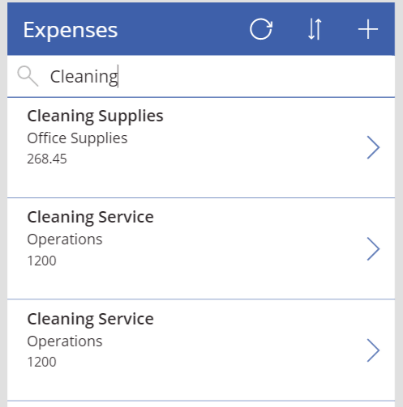 Expenses
Cleaning
Cleaning Supplies
Office Supplies
268.45
Cleaning Service
Operations
1200
Cleaning Service
Operations
1200